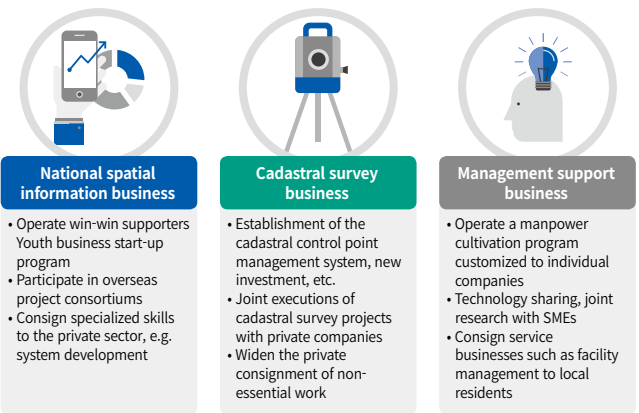 National spatial
information business
• Operate win-win supporters
Youth business start-up
program
• Participate in overseas
project consortiums
• Consign specialized skills
to the private sector, e.g.
system development
Cadastral survey
business
• Establishment of the
cadastral control point
management system, new
investment, etc.
• Joint executions of
cadastral survey projects
with private companies
• Widen the private
consignment of non-
essential work
Management support
business
• Operate a manpower
cultivation program
customized to individual
companies
• Technology sharing, joint
research with SMEs
• Consign service
businesses such as facility
management to local
residents